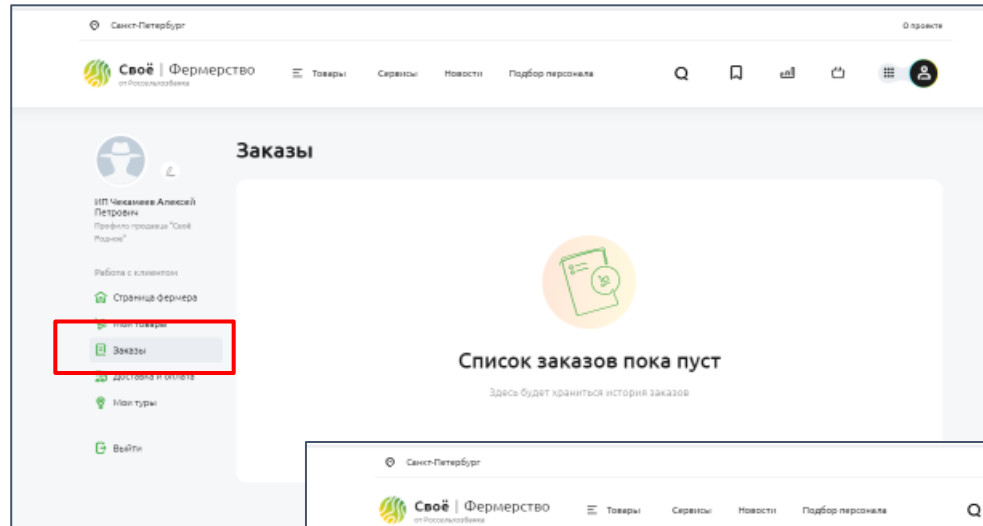 Санкт-Петербург
О проекте
Своё | Фермерство
от Россельхозбанка
Товары
Сервисы
Новости
Подбор персонала
Заказы
ИП Чекамеев Алексей
Петрович
Профиль продавца "Своё
Родное"
Работа с клиентом
Страница фермера
Мои товары
Заказы
Доставка и оплата
Мои туры
Выйти
Список заказов пока пуст
Здесь будет храниться история заказов
Санкт-Петербург
Своё | Фермерство
от Россельхозбанка
Товары
Сервисы
Новости
Подбор персонала